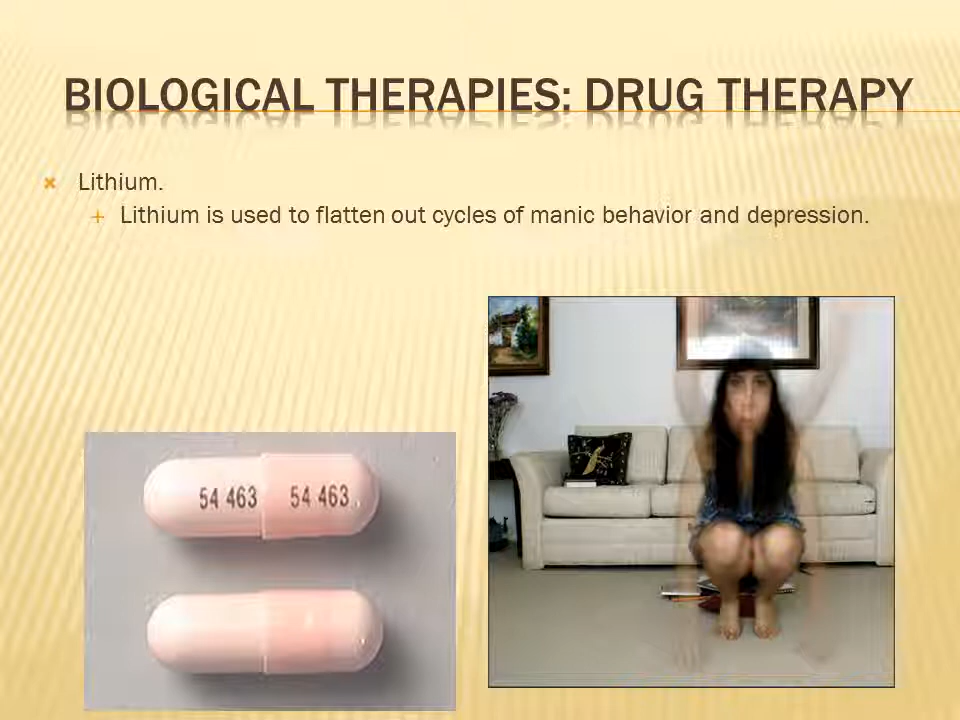 BIOLOGICAL THERAPIES: DRUG THERAPY
Lithium.
Lithium is used to flatten out cycles of manic behavior and depression.
54 463 54 463